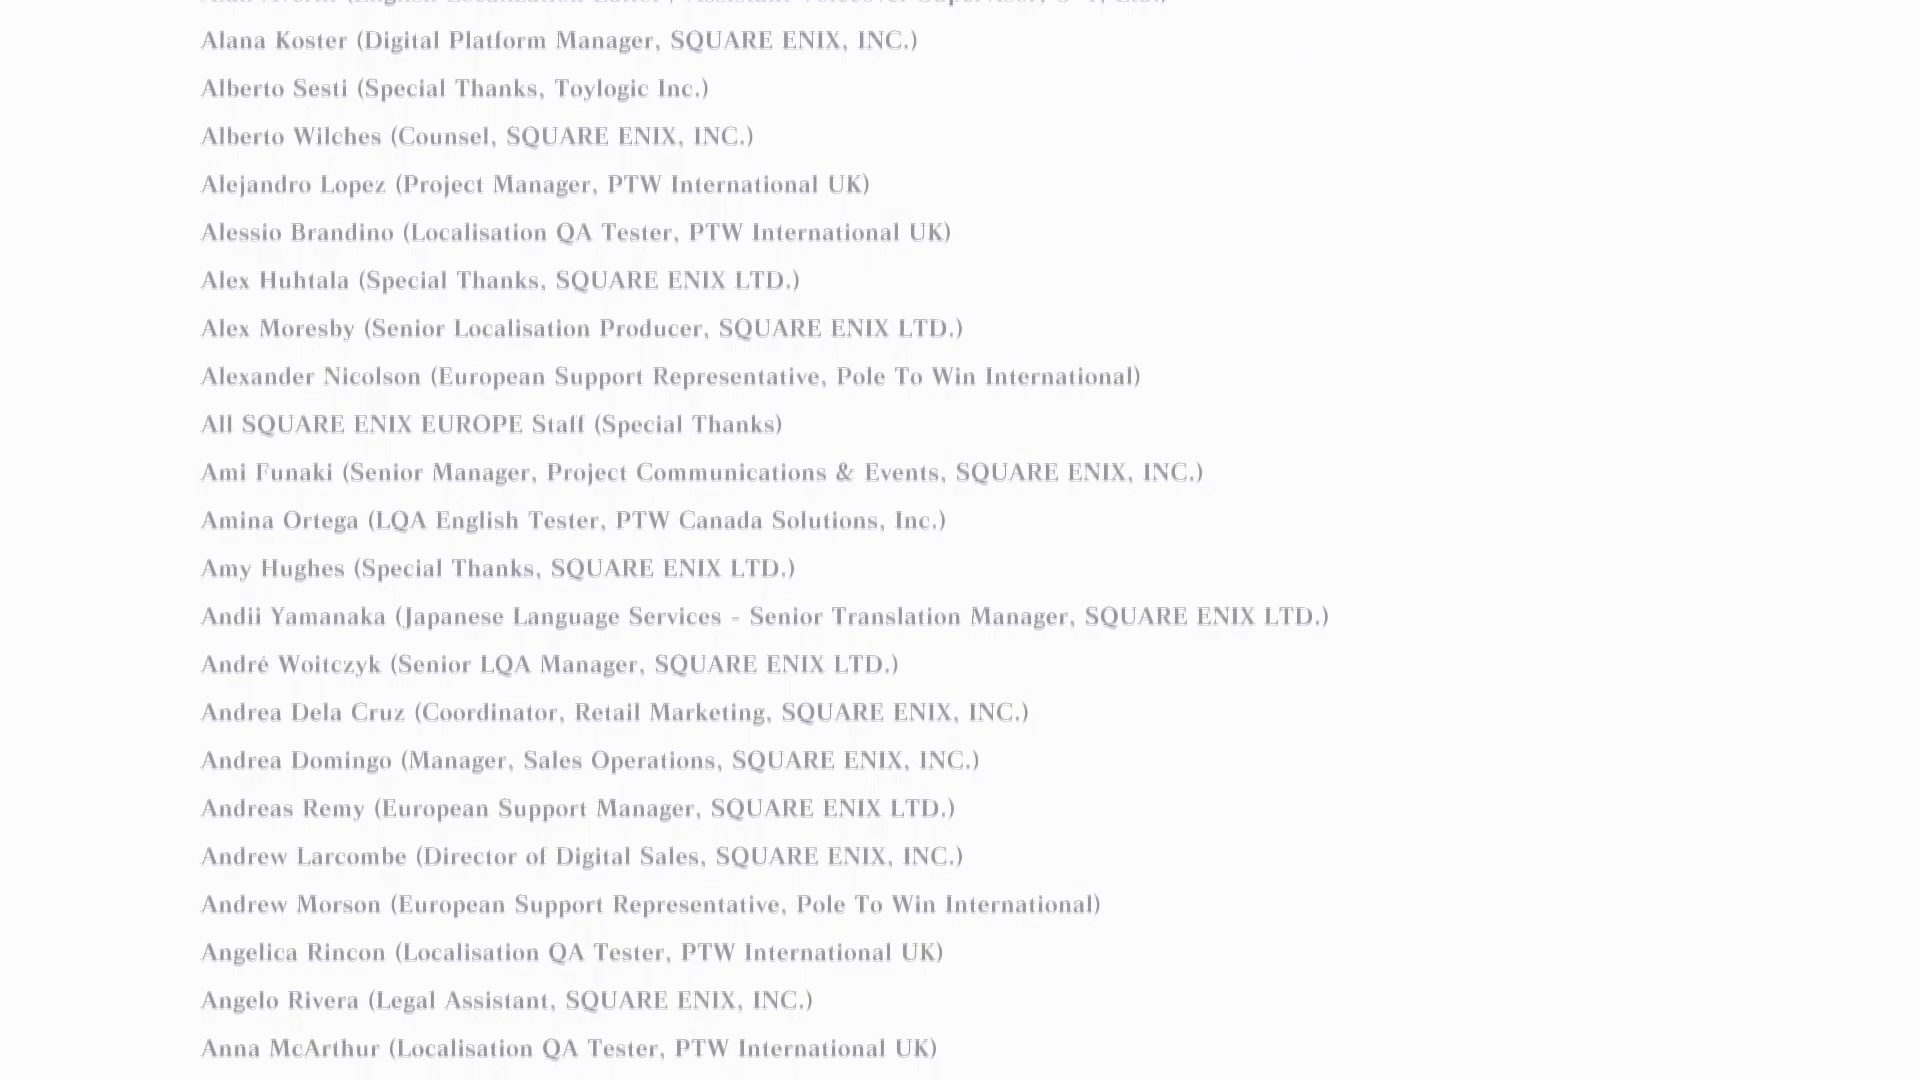 Alana Koster (Digital Platform Manager, SQUARE ENIX, INC.)
Alberto Sesti (Special Thanks, Toylogic Inc.)
Alberto Wilches (Counsel, SQUARE ENIX, INC.)
Alejandro Lopez (Project Manager, PTW International UK)
Alessio Brandino (Localisation QA Tester, PTW International UK)
Alex Huhtala (Special Thanks, SQUARE ENIX LTD.)
Alex Moresby (Senior Localisation Producer, SQUARE ENIX LTD.)
Alexander Nicolson (European Support Representative, Pole To Win International)
All SQUARE ENIX EUROPE Staff (Special Thanks)
Ami Funaki (Senior Manager, Project Communications & Events, SQUARE ENIX, INC.)
Amina Ortega (LQA English Tester, PTW Canada Solutions, Inc.)
Amy Hughes (Special Thanks, SQUARE ENIX LTD.)
Andii Yamanaka (Japanese Language Services - Senior Translation Manager, SQUARE ENIX LTD.)
André Woitczyk (Senior LQA Manager, SQUARE ENIX LTD.)
Andrea Dela Cruz (Coordinator, Retail Marketing, SQUARE ENIX, INC.)
Andrea Domingo (Manager, Sales Operations, SQUARE ENIX, INC.)
Andreas Remy (European Support Manager, SQUARE ENIX LTD.)
Andrew Larcombe (Director of Digital Sales, SQUARE ENIX, INC.)
Andrew Morson (European Support Representative, Pole To Win International)
Angelica Rincon (Localisation QA Tester, PTW International UK)
Angelo Rivera (Legal Assistant, SQUARE ENIX, INC.)
Anna McArthur (Localisation QA Tester, PTW International UK)